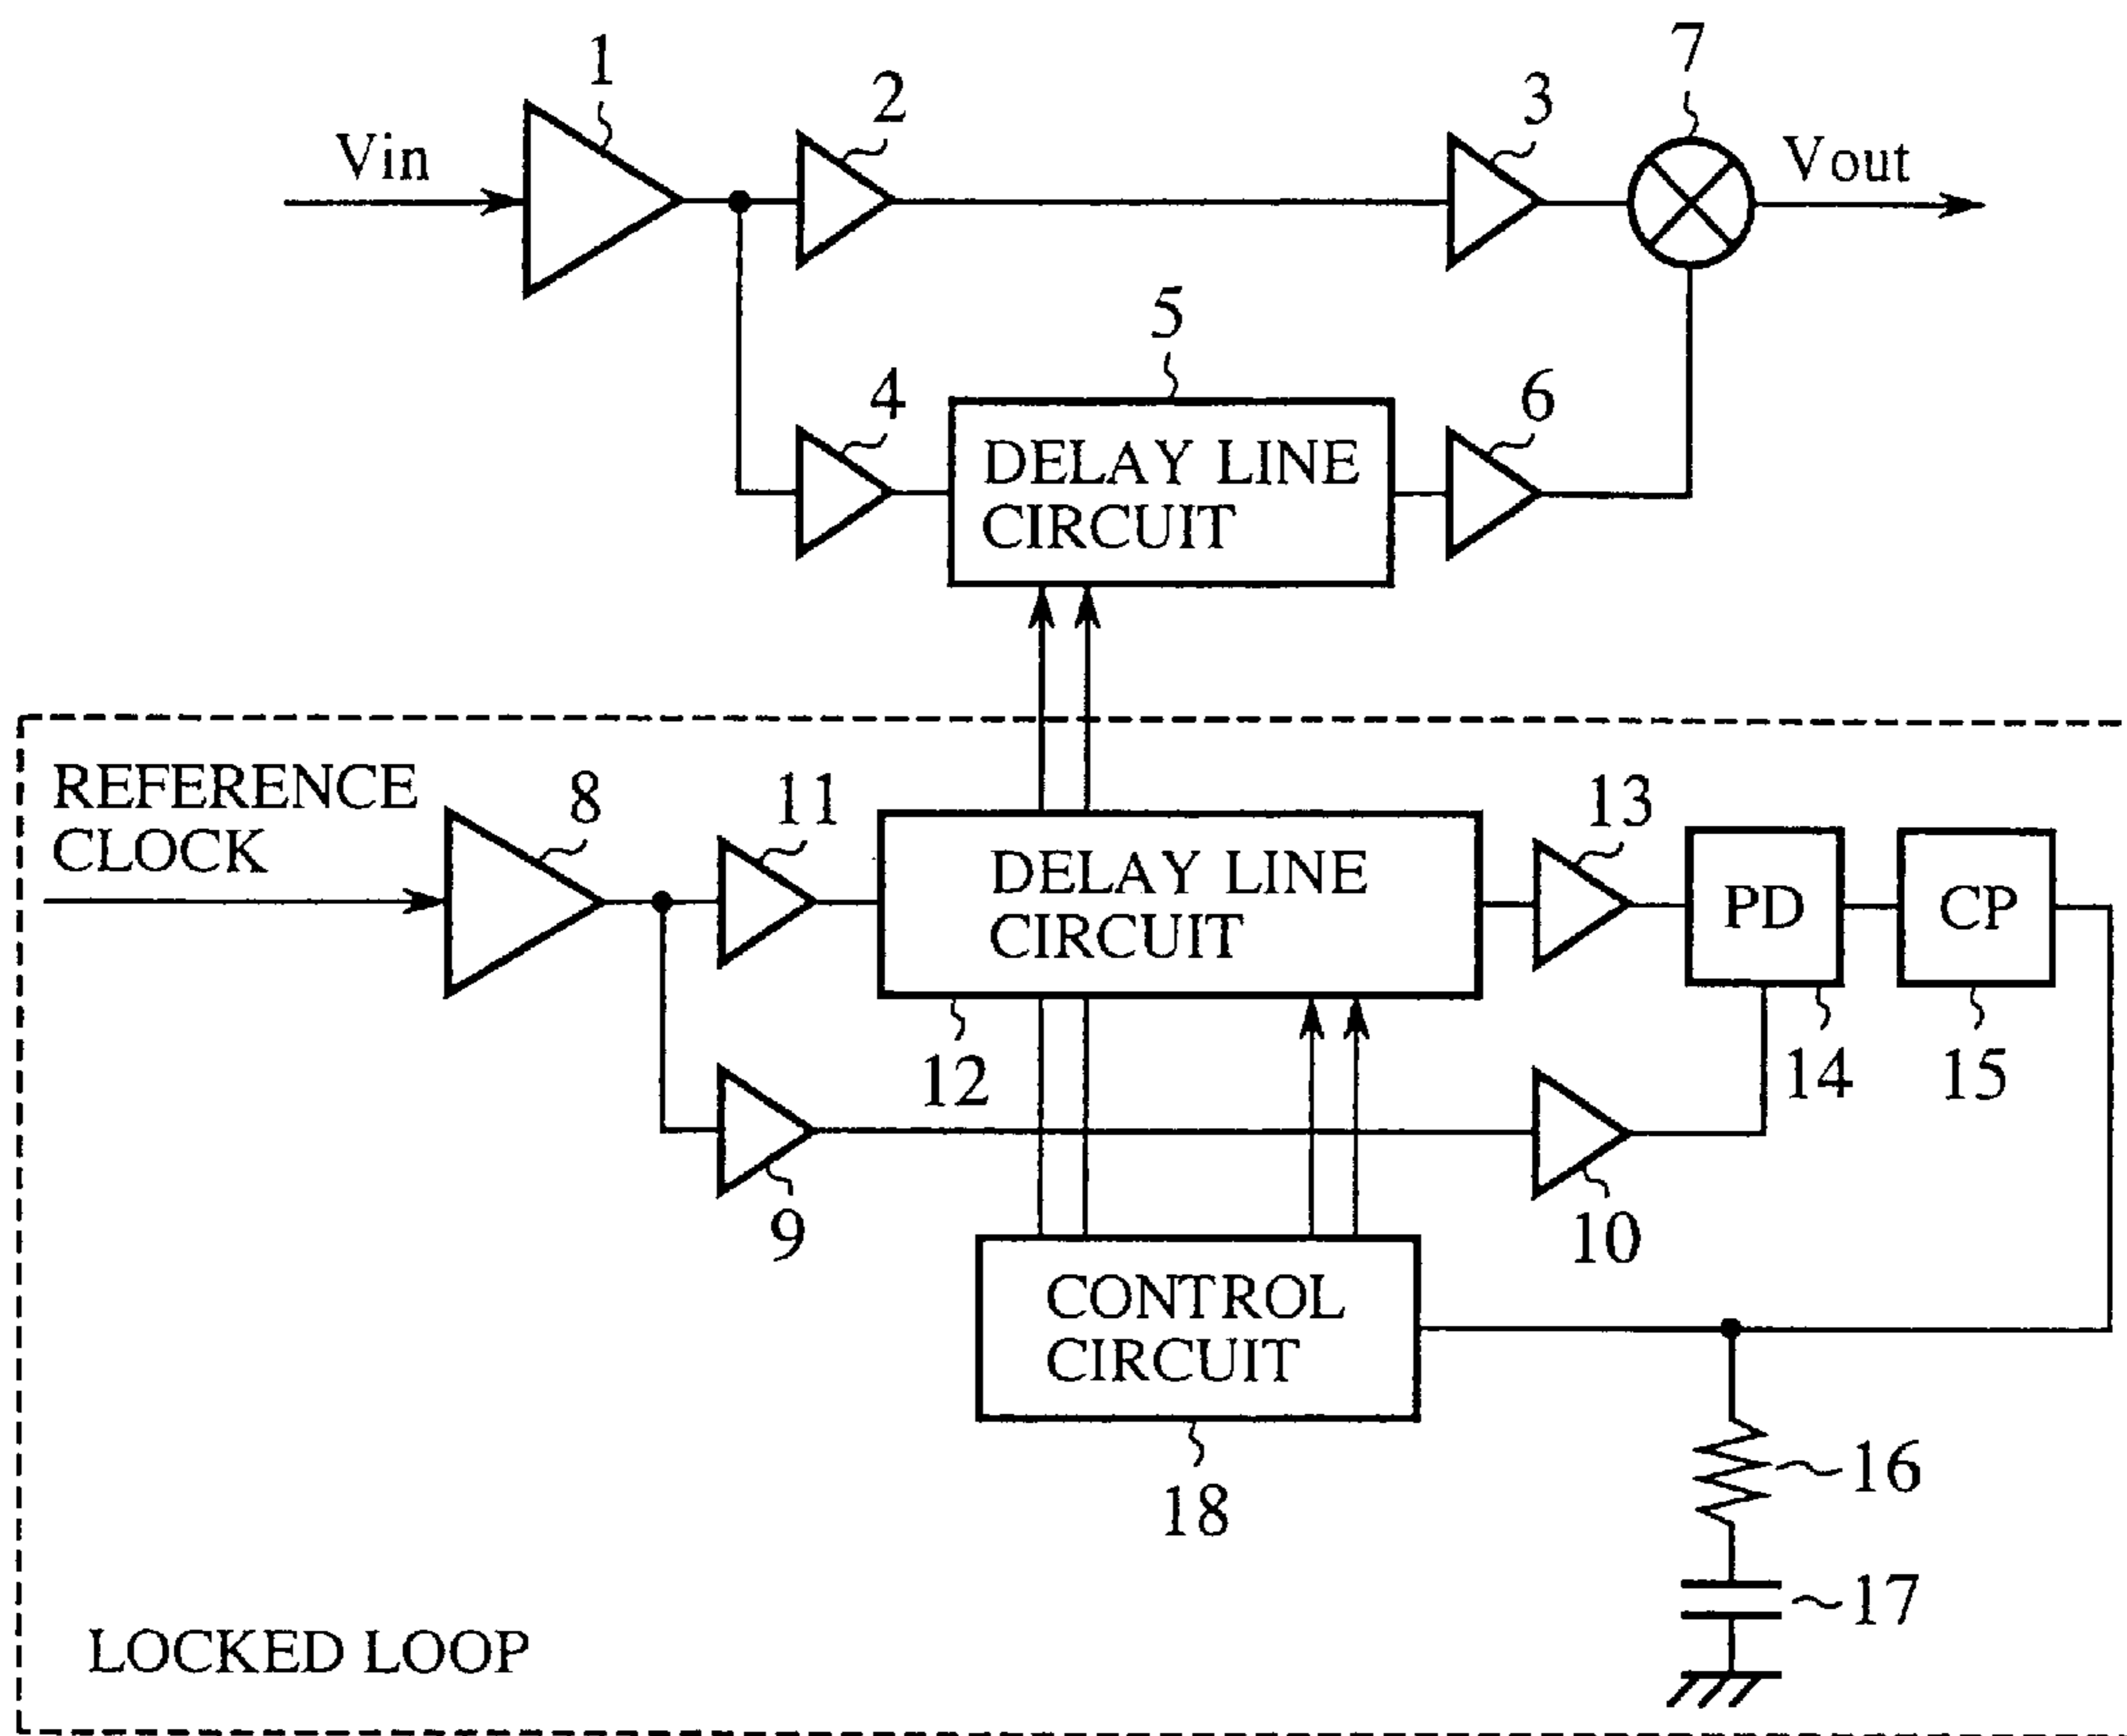 7
1
2
3
Vin
Vout
5
4
6
DELAY LINE
CIRCUIT
REFERENCE
CLOCK
8
11
13
DELAY LINE
CIRCUIT
PD
CP
12
14
15
9
10
CONTROL
CIRCUIT
16
18
17
LOCKED LOOP